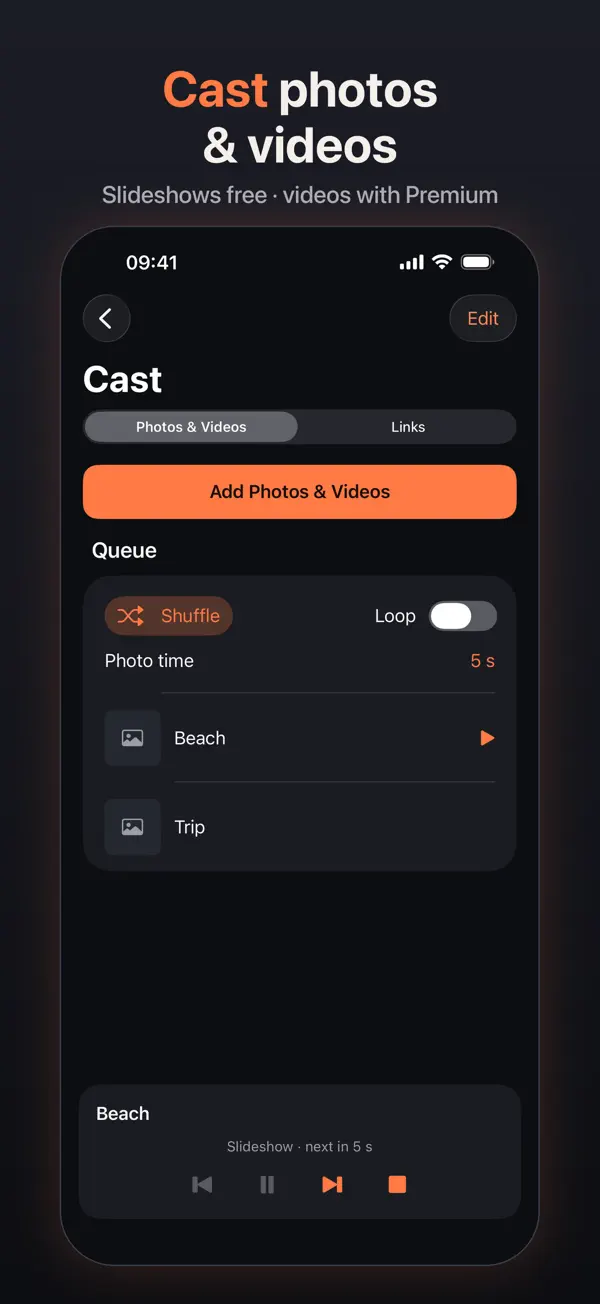 Cast photos
& videos
Slideshows free · videos with Premium
09:41
Edit
Cast
Photos & Videos
Links
Add Photos & Videos
Queue
Shuffle
Loop
Photo time
5 s
Beach
Trip
Beach
Slideshow · next in 5 s